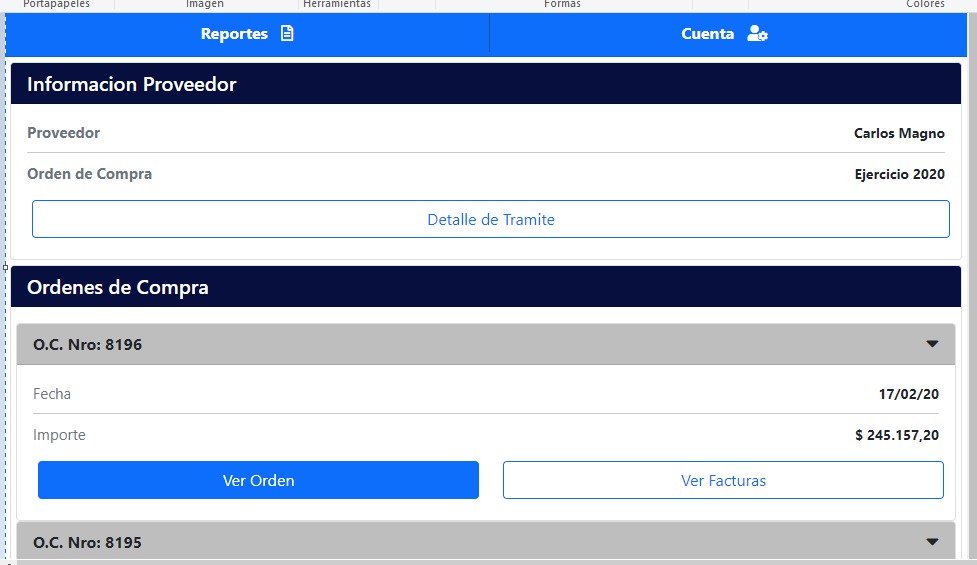 Portapapeles Imagen Herramientas Formas Colores
Reportes Cuenta
Informacion Proveedor
Proveedor Carlos Magno
Orden de Compra Ejercicio 2020
Detalle de Tramite
Ordenes de Compra
O.C. Nro: 8196
Fecha 17/02/20
Importe $ 245.157,20
Ver Orden Ver Facturas
O.C. Nro: 8195